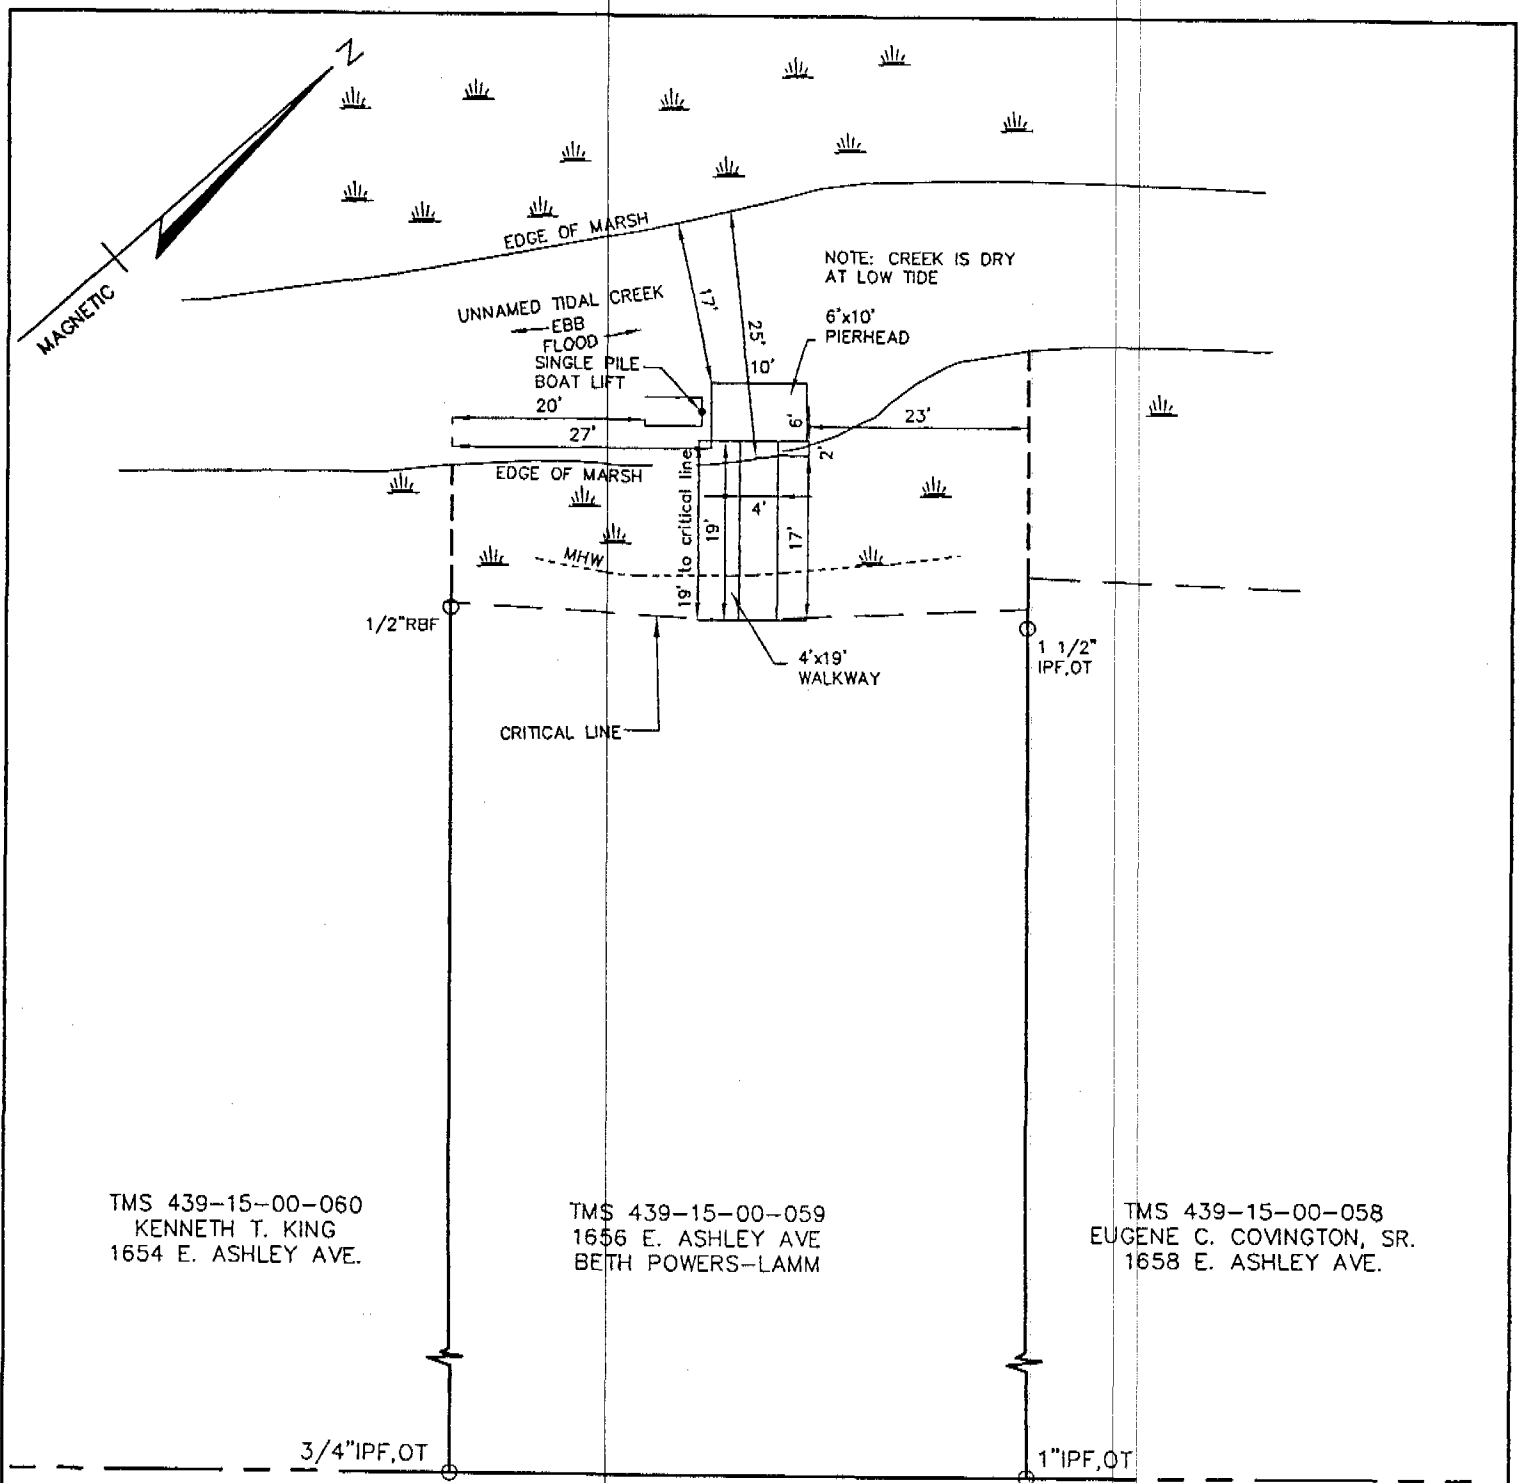 Z
MAGNETIC
EDGE OF MARSH
NOTE: CREEK IS DRY
AT LOW TIDE
UNNAMED TIDAL CREEK
EBB
FLOOD
SINGLE PILE
BOAT LIFT
17'
25'
6'x10'
PIERHEAD
10'
20'
6'
23'
27'
2'
EDGE OF MARSH
19' to critical line
19'
4'
17'
MHW
1/2"RBF
1 1/2"
IPF,OT
4'x19'
WALKWAY
CRITICAL LINE
TMS 439-15-00-060
KENNETH T. KING
1654 E. ASHLEY AVE.
TMS 439-15-00-059
1656 E. ASHLEY AVE
BETH POWERS-LAMM
TMS 439-15-00-058
EUGENE C. COVINGTON, SR.
1658 E. ASHLEY AVE.
3/4"IPF,OT
1"IPF,OT